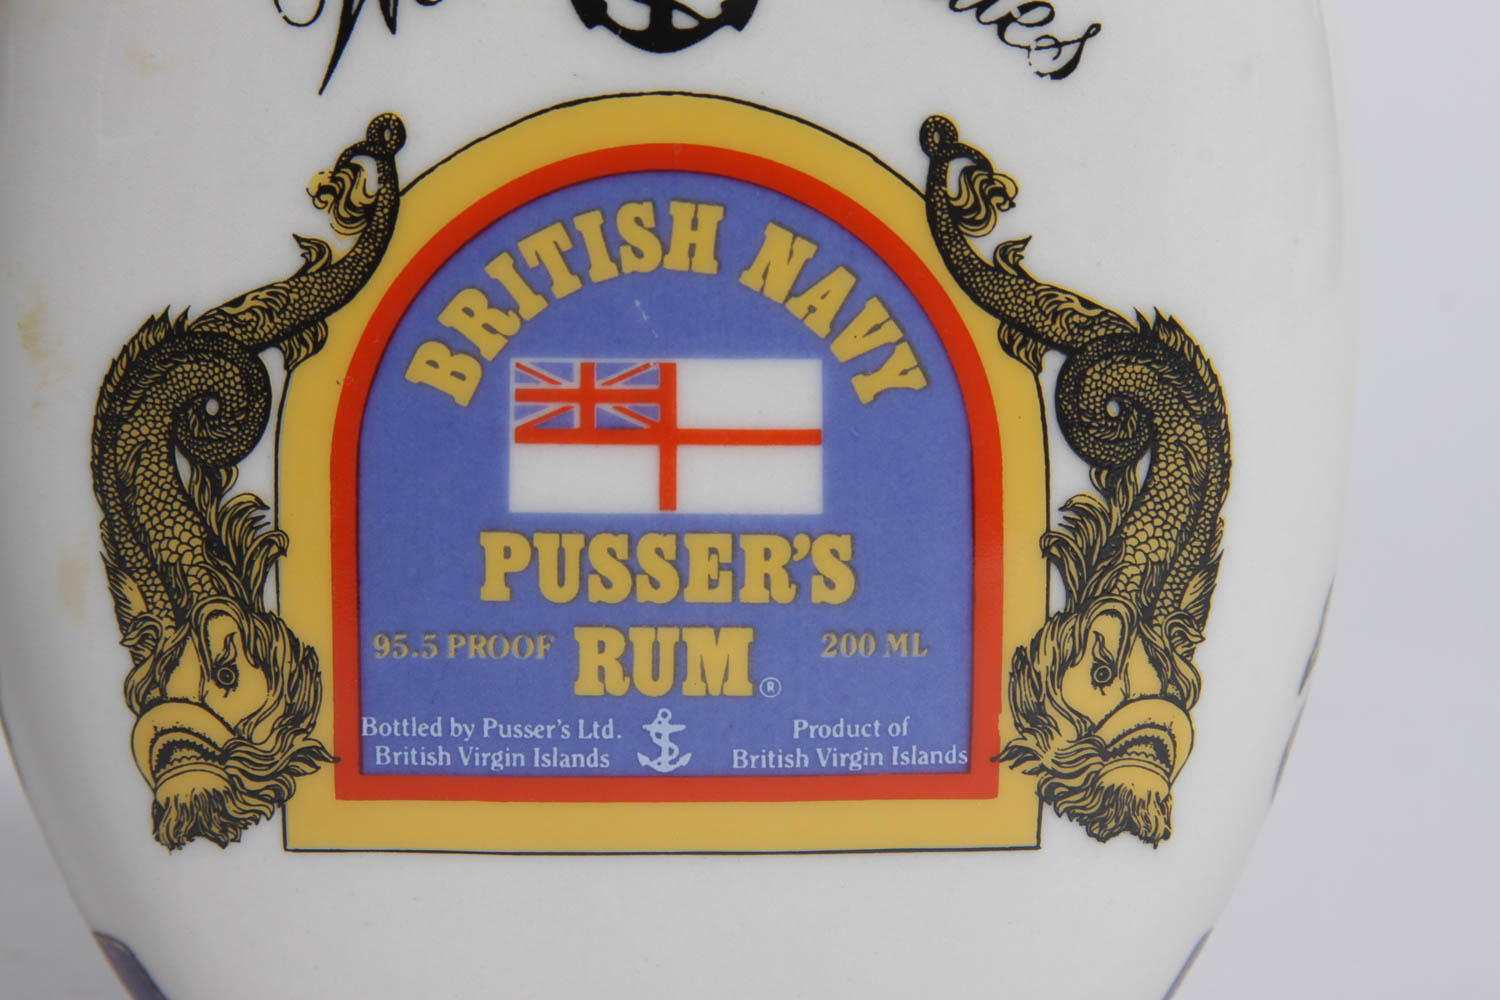 BRITISH NAVY
PUSSER'S
95.5 PROOF RUM® 200 ML
Bottled by Pusser's Ltd.
British Virgin Islands
Product of
British Virgin Islands